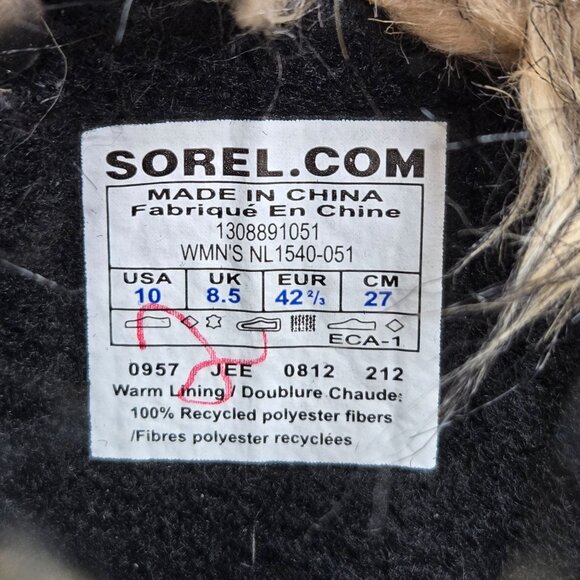 SOREL.COM
MADE IN CHINA
Fabriqué En Chine
1308891051
WMN'S NL1540-051
USA UK EUR CM
10 8.5 42 2/3 27
ECA-1
0957 JEE 0812 212
Warm Lining / Doublure Chaude:
100% Recycled polyester fibers
/Fibres polyester recyclées